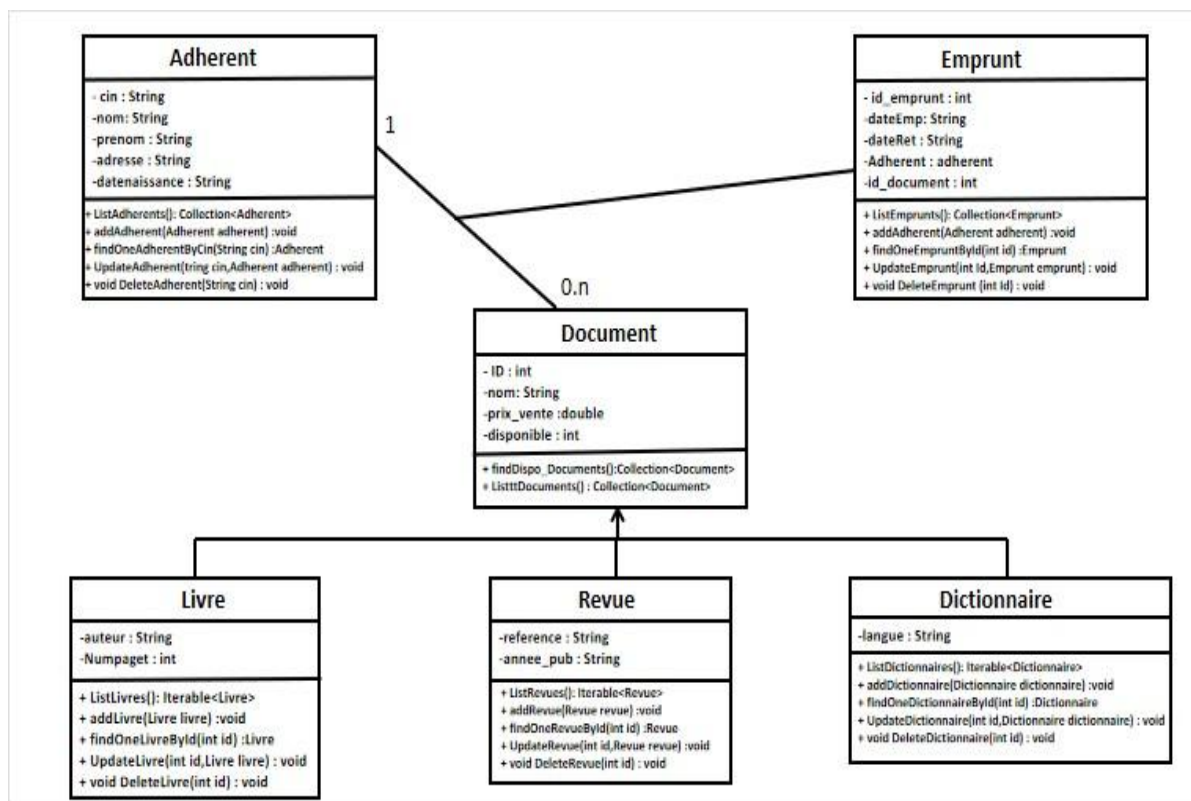 Adherent
- cin : String
-nom: String
-prenom : String
-adresse : String
-datenaissance : String
+ ListAdherents(): Collection<Adherent>
+ addAdherent(Adherent adherent) :void
+ findOneAdherentByCin(String cin) :Adherent
+ UpdateAdherent(tring cin,Adherent adherent) : void
+ void DeleteAdherent(String cin) : void
1
0.n
Emprunt
- id_emprunt : int
-dateEmp: String
-dateRet : String
-Adherent : adherent
-id_document : int
+ ListEmprunts(): Collection<Emprunt>
+ addAdherent(Adherent adherent) :void
+ findOneEmpruntById(int id) :Emprunt
+ UpdateEmprunt(int id,Emprunt emprunt) : void
+ void DeleteEmprunt (int Id) : void
Document
- ID : int
-nom: String
-prix_vente :double
-disponible : int
+ findDispo_Documents():Collection<Document>
+ ListttDocuments() : Collection<Document>
Livre
-auteur : String
-Numpaget : int
+ ListLivres(): Iterable<Livre>
+ addLivre(Livre livre) :void
+ findOneLivreById(int id) :Livre
+ UpdateLivre(int id,Livre livre) : void
+ void DeleteLivre(int id) : void
Revue
-reference : String
-annee_pub : String
+ ListRevues(): Iterable<Revue>
+ addRevue(Revue revue) :void
+ findOneRevueById(int id) :Revue
+ UpdateRevue(int id,Revue revue) :void
+ void DeleteRevue(int id) : void
Dictionnaire
-langue : String
+ ListDictionnaires(): Iterable<Dictionnaire>
+ addDictionnaire(Dictionnaire dictionnaire) :void
+ findOneDictionnaireById(int id) :Dictionnaire
+ UpdateDictionnaire(int id,Dictionnaire dictionnaire) : void
+ void DeleteDictionnaire(int id) : void